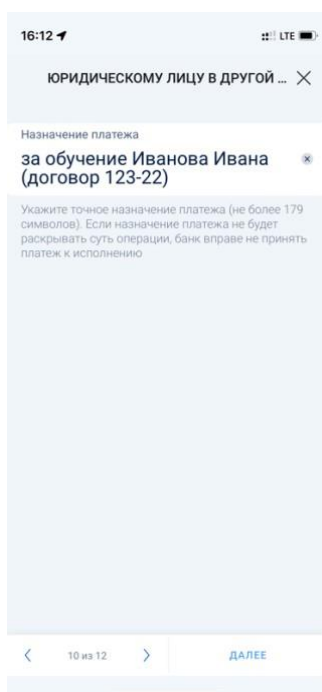 16:12
LTE
ЮРИДИЧЕСКОМУ ЛИЦУ В ДРУГОЙ ...
Назначение платежа
за обучение Иванова Ивана
(договор 123-22)
Укажите точное назначение платежа (не более 179
символов). Если назначение платежа не будет
раскрывать суть операции, банк вправе не принять
платеж к исполнению
10 из 12
ДАЛЕЕ